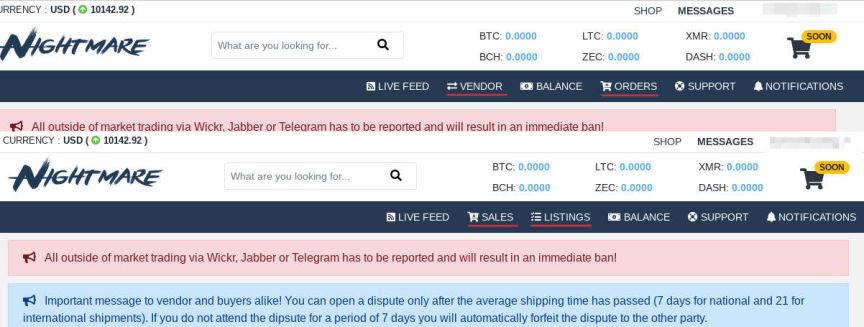 URRENCY : USD ( 10142.92 ) SHOP MESSAGES
NIGHTMARE
What are you looking for...
BTC: 0.0000 LTC: 0.0000 XMR: 0.0000
BCH: 0.0000 ZEC: 0.0000 DASH: 0.0000
SOON
LIVE FEED VENDOR BALANCE ORDERS SUPPORT NOTIFICATIONS
All outside of market trading via Wickr, Jabber or Telegram has to be reported and will result in an immediate ban!
CURRENCY : USD ( 10142.92 ) SHOP MESSAGES
NIGHTMARE
What are you looking for...
BTC: 0.0000 LTC: 0.0000 XMR: 0.0000
BCH: 0.0000 ZEC: 0.0000 DASH: 0.0000
SOON
LIVE FEED SALES LISTINGS BALANCE SUPPORT NOTIFICATIONS
All outside of market trading via Wickr, Jabber or Telegram has to be reported and will result in an immediate ban!
Important message to vendor and buyers alike! You can open a dispute only after the average shipping time has passed (7 days for national and 21 for
international shipments). If you do not attend the dipsute for a period of 7 days you will automatically forfeit the dispute to the other party.